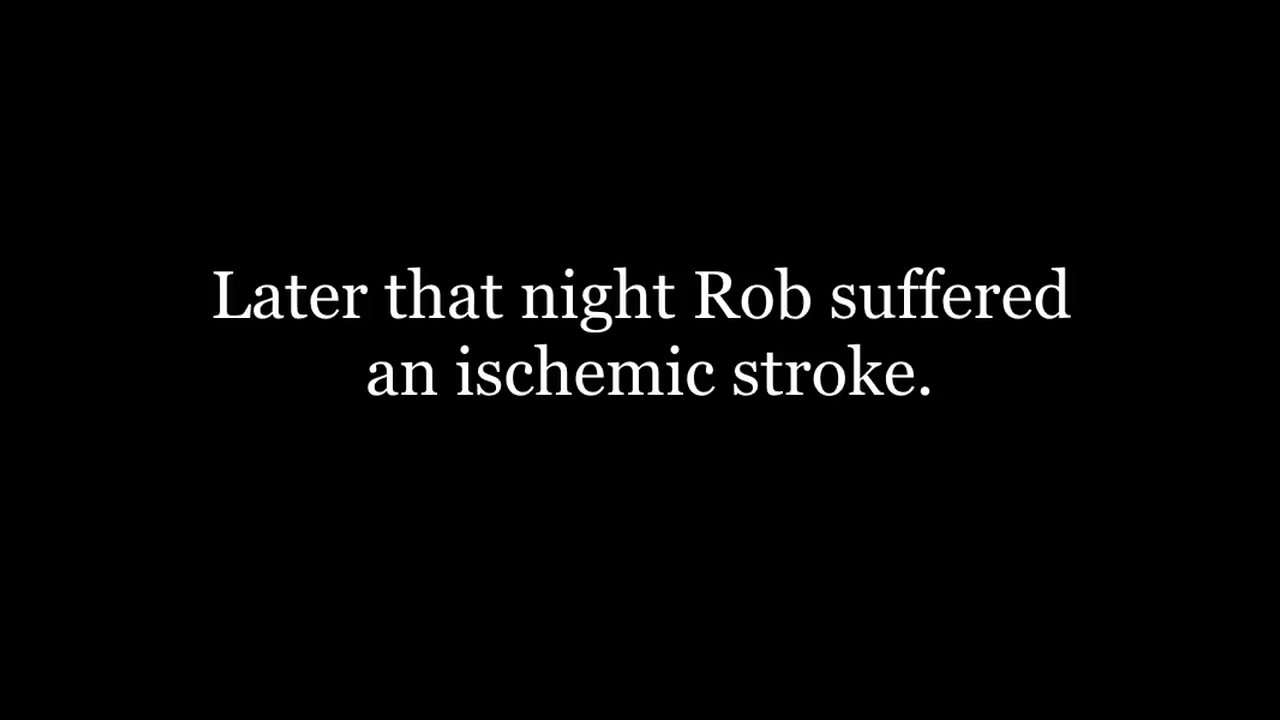 Later that night Rob suffered
an ischemic stroke.